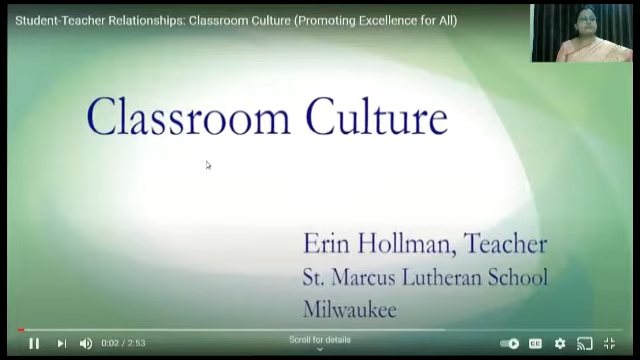 Student-Teacher Relationships: Classroom Culture (Promoting Excellence for All)
Classroom Culture
Erin Hollman, Teacher
St. Marcus Lutheran School
Milwaukee
0:02 / 2:53
Scroll for details
CC